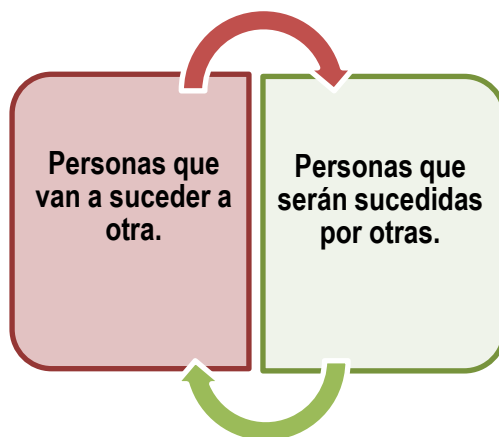 Personas que
van a suceder a
otra.
Personas que
serán sucedidas
por otras.